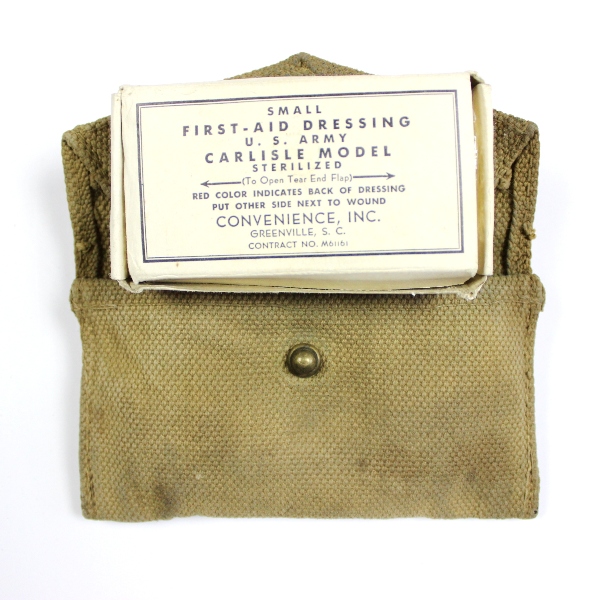 SMALL
FIRST-AID DRESSING
U. S. ARMY
CARLISLE MODEL
STERILIZED
(To Open Tear End Flap)
RED COLOR INDICATES BACK OF DRESSING
PUT OTHER SIDE NEXT TO WOUND
CONVENIENCE, INC.
GREENVILLE, S. C.
CONTRACT NO. M61161